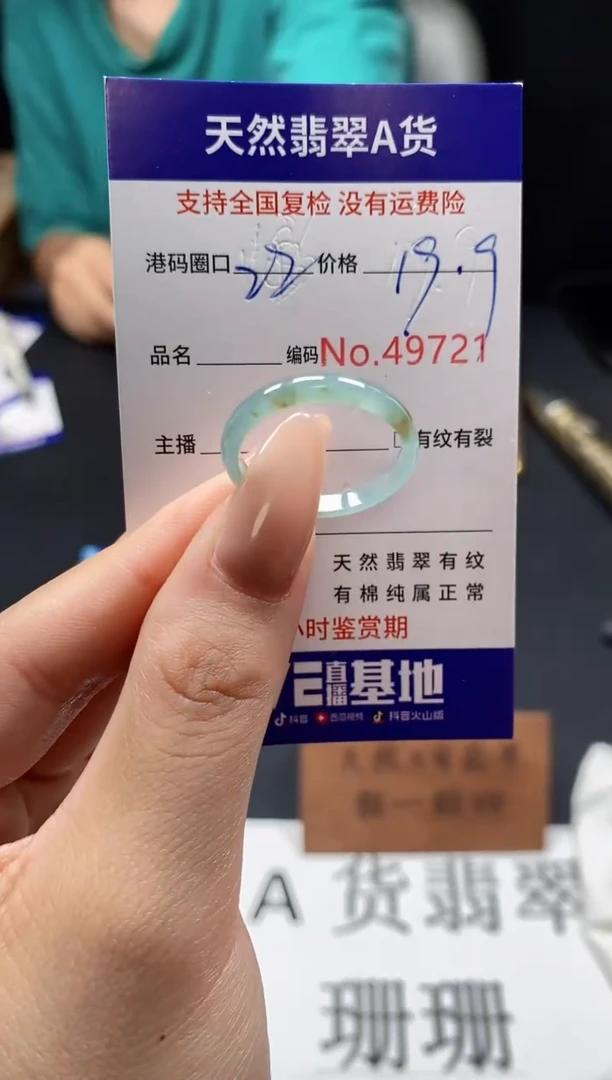 天然翡翠A货
支持全国复检 没有运费险
港码圈口 22 价格 19.9
品名 编码No.49721
主播 有纹有裂
天然翡翠有纹
有棉纯属正常
小时鉴赏期
直播基地
抖音 西瓜视频 抖音火山版
A 货翡翠
珊珊